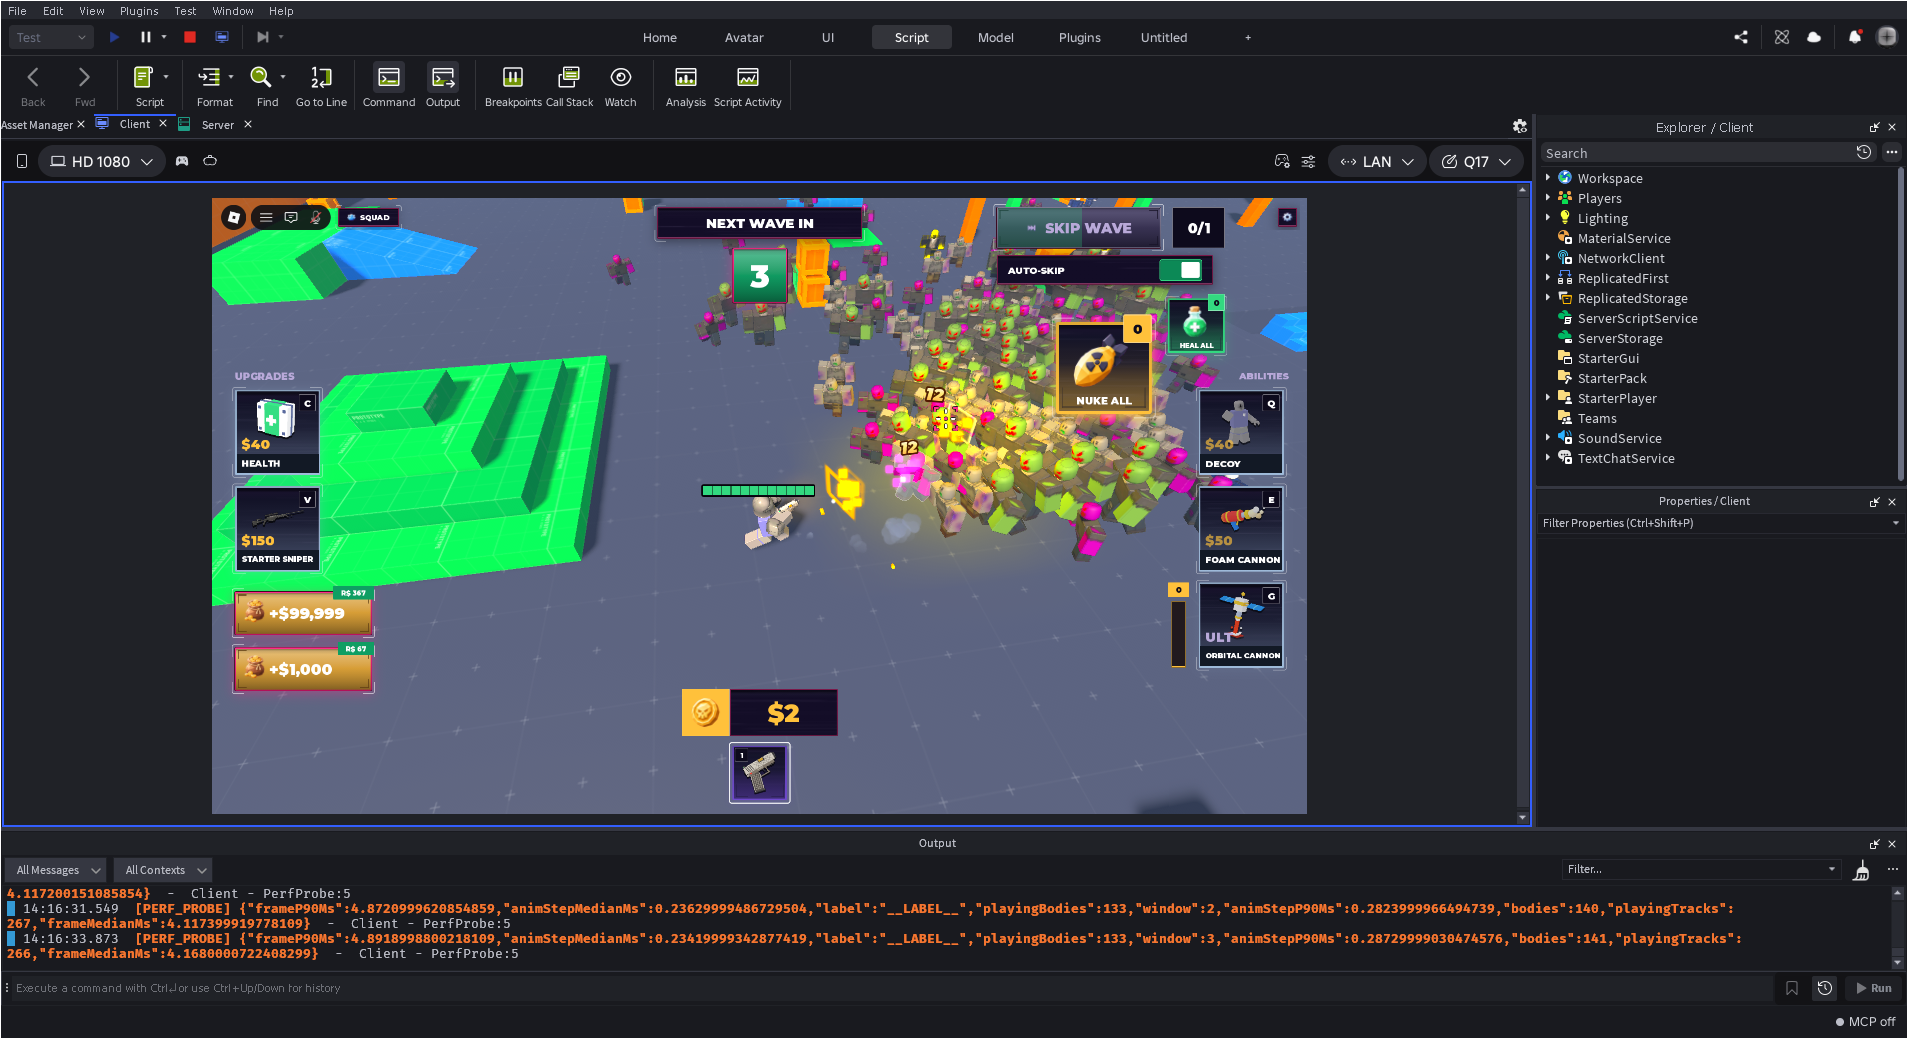 File Edit View Plugins Test Window Help
Test
Home Avatar UI Script Model Plugins Untitled +
Back Fwd Script Format Find Go to Line Command Output Breakpoints Call Stack Watch Analysis Script Activity
Asset Manager Client Server
HD 1080
LAN Q17
SQUAD
NEXT WAVE IN
3
SKIP WAVE 0/1
AUTO-SKIP
0
HEAL ALL
0
NUKE ALL
UPGRADES
C
$40
HEALTH
V
$150
STARTER SNIPER
R$ 367
+$99,999
R$ 67
+$1,000
PROTOTYPE
12
12
ABILITIES
Q
$40
DECOY
E
$50
FOAM CANNON
0
G
ULT
ORBITAL CANNON
$2
1
Explorer / Client
Search
Workspace
Players
Lighting
MaterialService
NetworkClient
ReplicatedFirst
ReplicatedStorage
ServerScriptService
ServerStorage
StarterGui
StarterPack
StarterPlayer
Teams
SoundService
TextChatService
Properties / Client
Filter Properties (Ctrl+Shift+P)
Output
All Messages All Contexts Filter...
4.117200151085854} - Client - PerfProbe:5
14:16:31.549 [PERF_PROBE] {"frameP90Ms":4.8720999620854859,"animStepMedianMs":0.23629999486729504,"label":"__LABEL__","playingBodies":133,"window":2,"animStepP90Ms":0.2823999966494739,"bodies":140,"playingTracks":
267,"frameMedianMs":4.117399919778109} - Client - PerfProbe:5
14:16:33.873 [PERF_PROBE] {"frameP90Ms":4.8918998800218109,"animStepMedianMs":0.23419999342877419,"label":"__LABEL__","playingBodies":133,"window":3,"animStepP90Ms":0.28729999030474576,"bodies":141,"playingTracks":
266,"frameMedianMs":4.1680000722408299} - Client - PerfProbe:5
Execute a command with Ctrl+↵ or use Ctrl+Up/Down for history
Run
MCP off